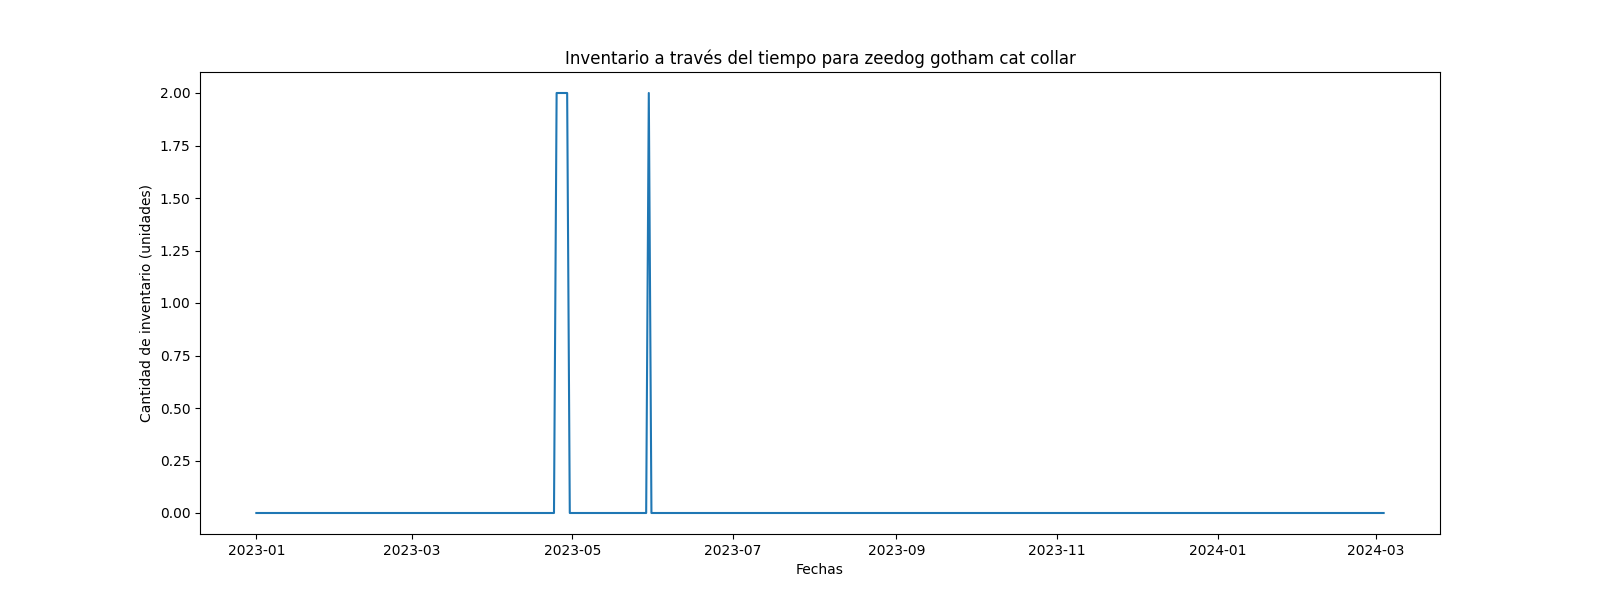 Inventario a través del tiempo para zeedog gotham cat collar
Cantidad de inventario (unidades)
2.00
1.75
1.50
1.25
1.00
0.75
0.50
0.25
0.00
2023-01 2023-03 2023-05 2023-07 2023-09 2023-11 2024-01 2024-03
Fechas